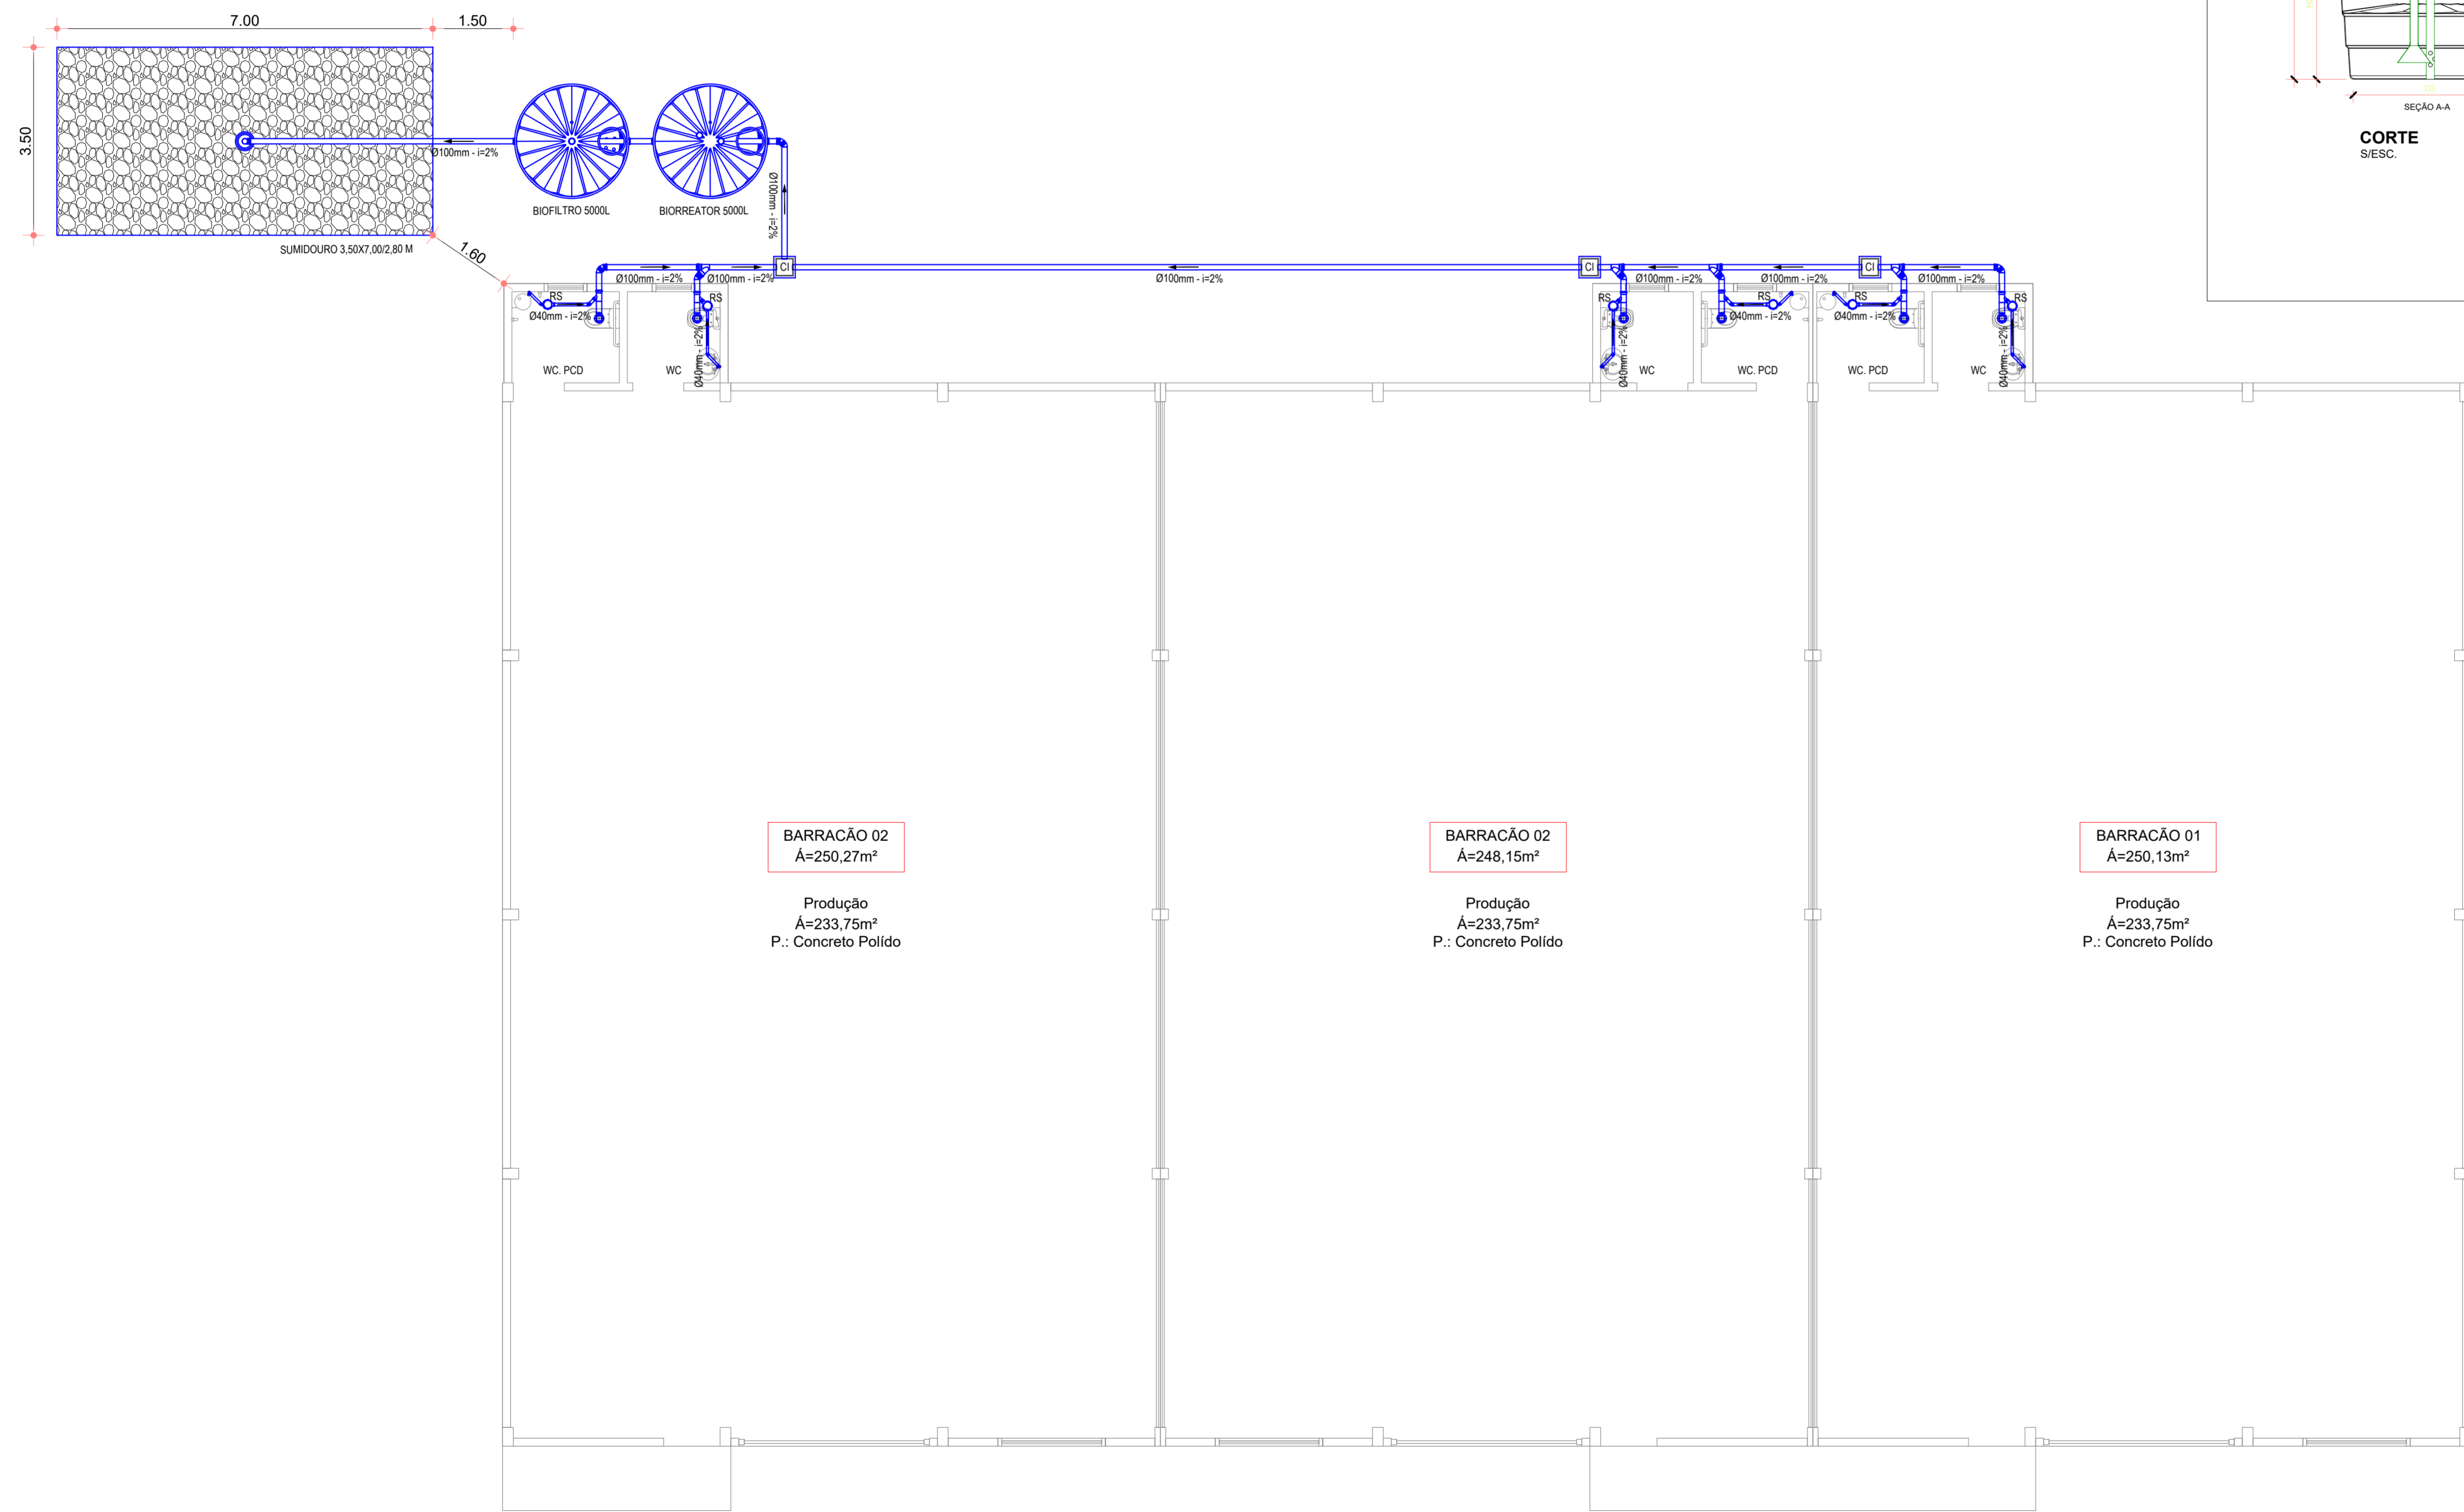 7.00
1.50
3.50
Ø100mm - i=2%
BIOFILTRO 5000L
BIORREATOR 5000L
Ø100mm - i=2%
SUMIDOURO 3,50X7,00/2,80 M
1.60
SEÇÃO A-A
CORTE
S/ESC.
CI
CI
CI
Ø100mm - i=2%
Ø100mm - i=2%
Ø100mm - i=2%
Ø100mm - i=2%
Ø100mm - i=2%
Ø100mm - i=2%
RS
RS
RS
RS
RS
RS
Ø40mm - i=2%
Ø40mm - i=2%
Ø40mm - i=2%
Ø40mm - i=2%
Ø40mm - i=2%
Ø40mm - i=2%
WC. PCD
WC
WC
WC. PCD
WC. PCD
WC
BARRACÃO 02
Á=250,27m²
Produção
Á=233,75m²
P.: Concreto Polído
BARRACÃO 02
Á=248,15m²
Produção
Á=233,75m²
P.: Concreto Polído
BARRACÃO 01
Á=250,13m²
Produção
Á=233,75m²
P.: Concreto Polído